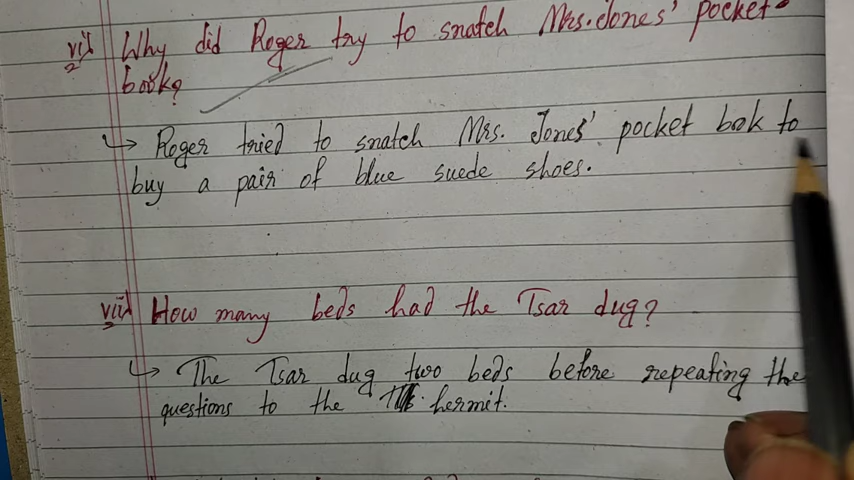 vii) Why did Roger try to snatch Mrs. Jones' pocket-
book?
↳ Roger tried to snatch Mrs. Jones' pocket book to
buy a pair of blue suede shoes.
viii) How many beds had the Tsar dug?
↳ The Tsar dug two beds before repeating the
questions to the hermit.